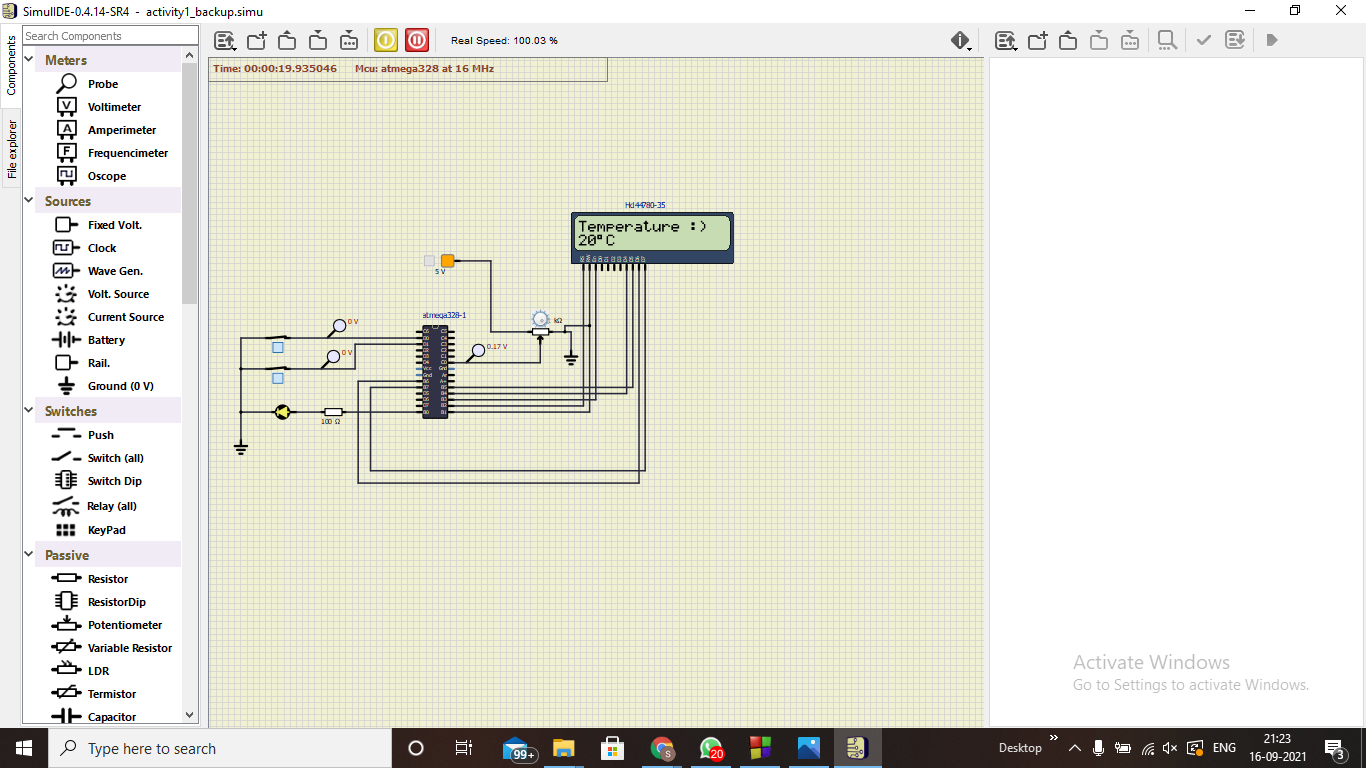 SimulIDE-0.4.14-SR4 - activity1_backup.simu
Components
File explorer
Search Components
Meters
Probe
Voltimeter
Amperimeter
Frequencimeter
Oscope
Sources
Fixed Volt.
Clock
Wave Gen.
Volt. Source
Current Source
Battery
Rail.
Ground (0 V)
Switches
Push
Switch (all)
Switch Dip
Relay (all)
KeyPad
Passive
Resistor
ResistorDip
Potentiometer
Variable Resistor
LDR
Termistor
Capacitor
Real Speed: 100.03 %
Time: 00:00:19.935046 Mcu: atmega328 at 16 MHz
Hd44780-35
Temperature :)
20°C
5 V
atmega328-1
kΩ
0 V
0 V
0.17 V
100 Ω
Activate Windows
Go to Settings to activate Windows.
Type here to search
99+
20
Desktop
ENG
21:23
16-09-2021
3